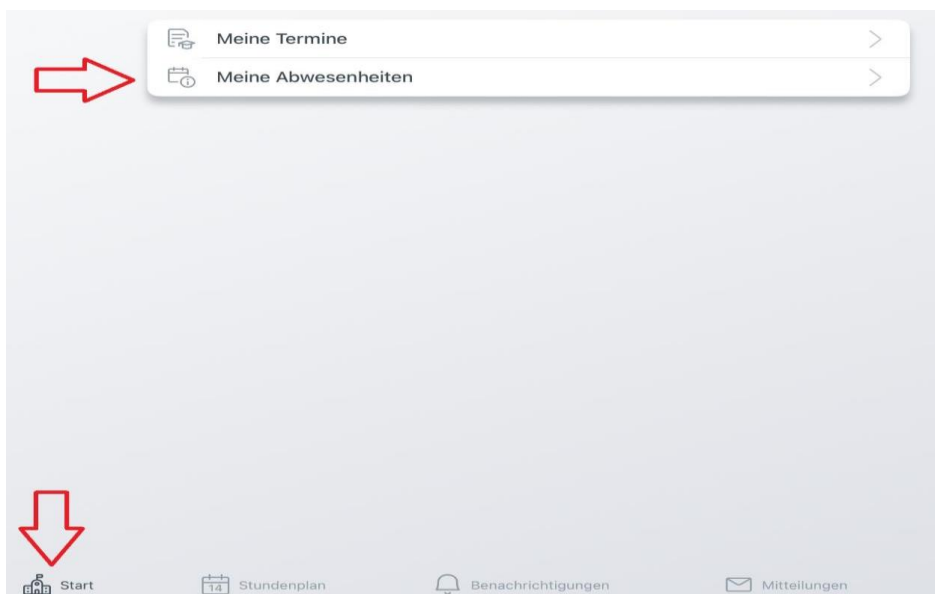 Meine Termine
Meine Abwesenheiten
Start
14 Stundenplan
Benachrichtigungen
Mitteilungen